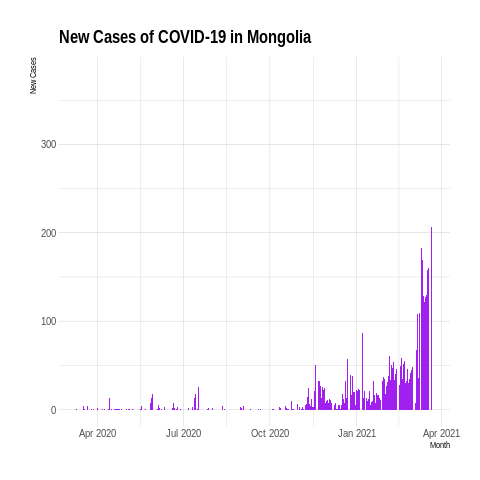 New Cases of COVID-19 in Mongolia
New Cases
300
200
100
0
Apr 2020 Jul 2020 Oct 2020 Jan 2021 Apr 2021
Month